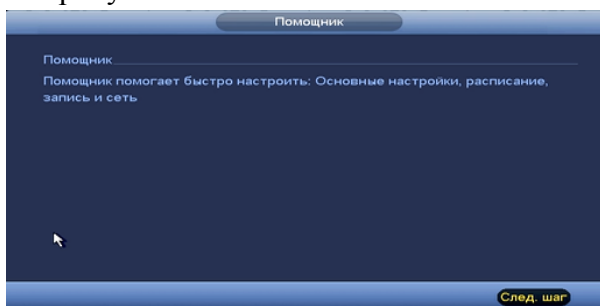 Помощник
Помощник
Помощник помогает быстро настроить: Основные настройки, расписание,
запись и сеть
След. шаг